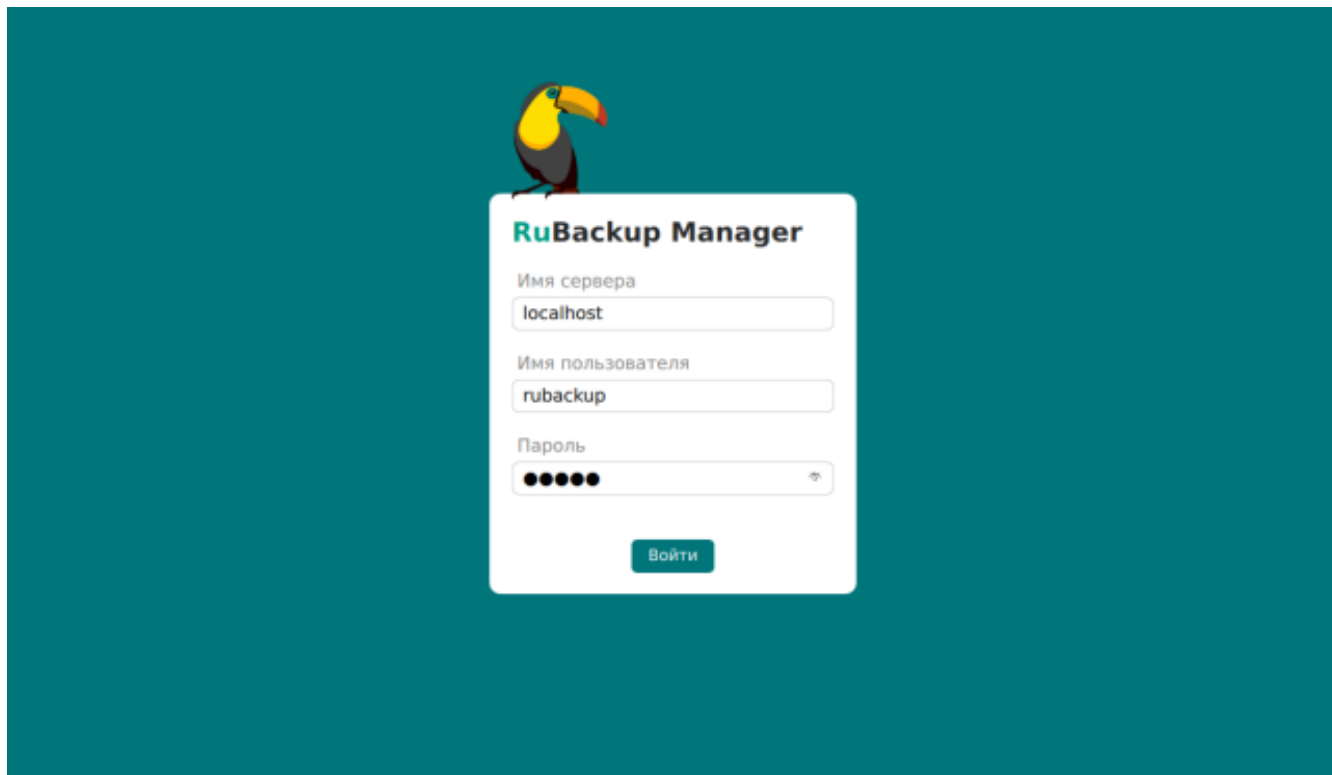 RuBackup Manager
Имя сервера
localhost
Имя пользователя
rubackup
Пароль
●●●●●
Войти